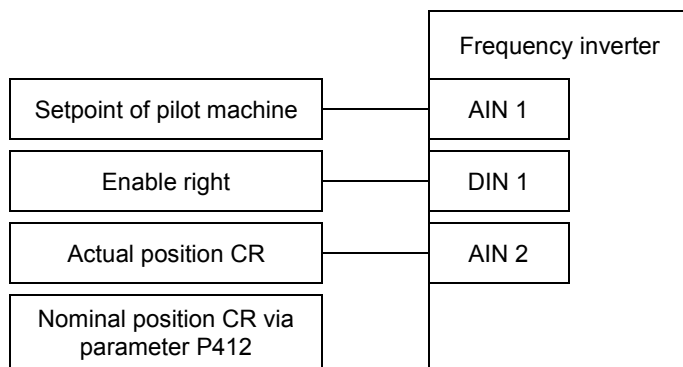 Frequency inverter
Setpoint of pilot machine
AIN 1
Enable right
DIN 1
Actual position CR
AIN 2
Nominal position CR via
parameter P412